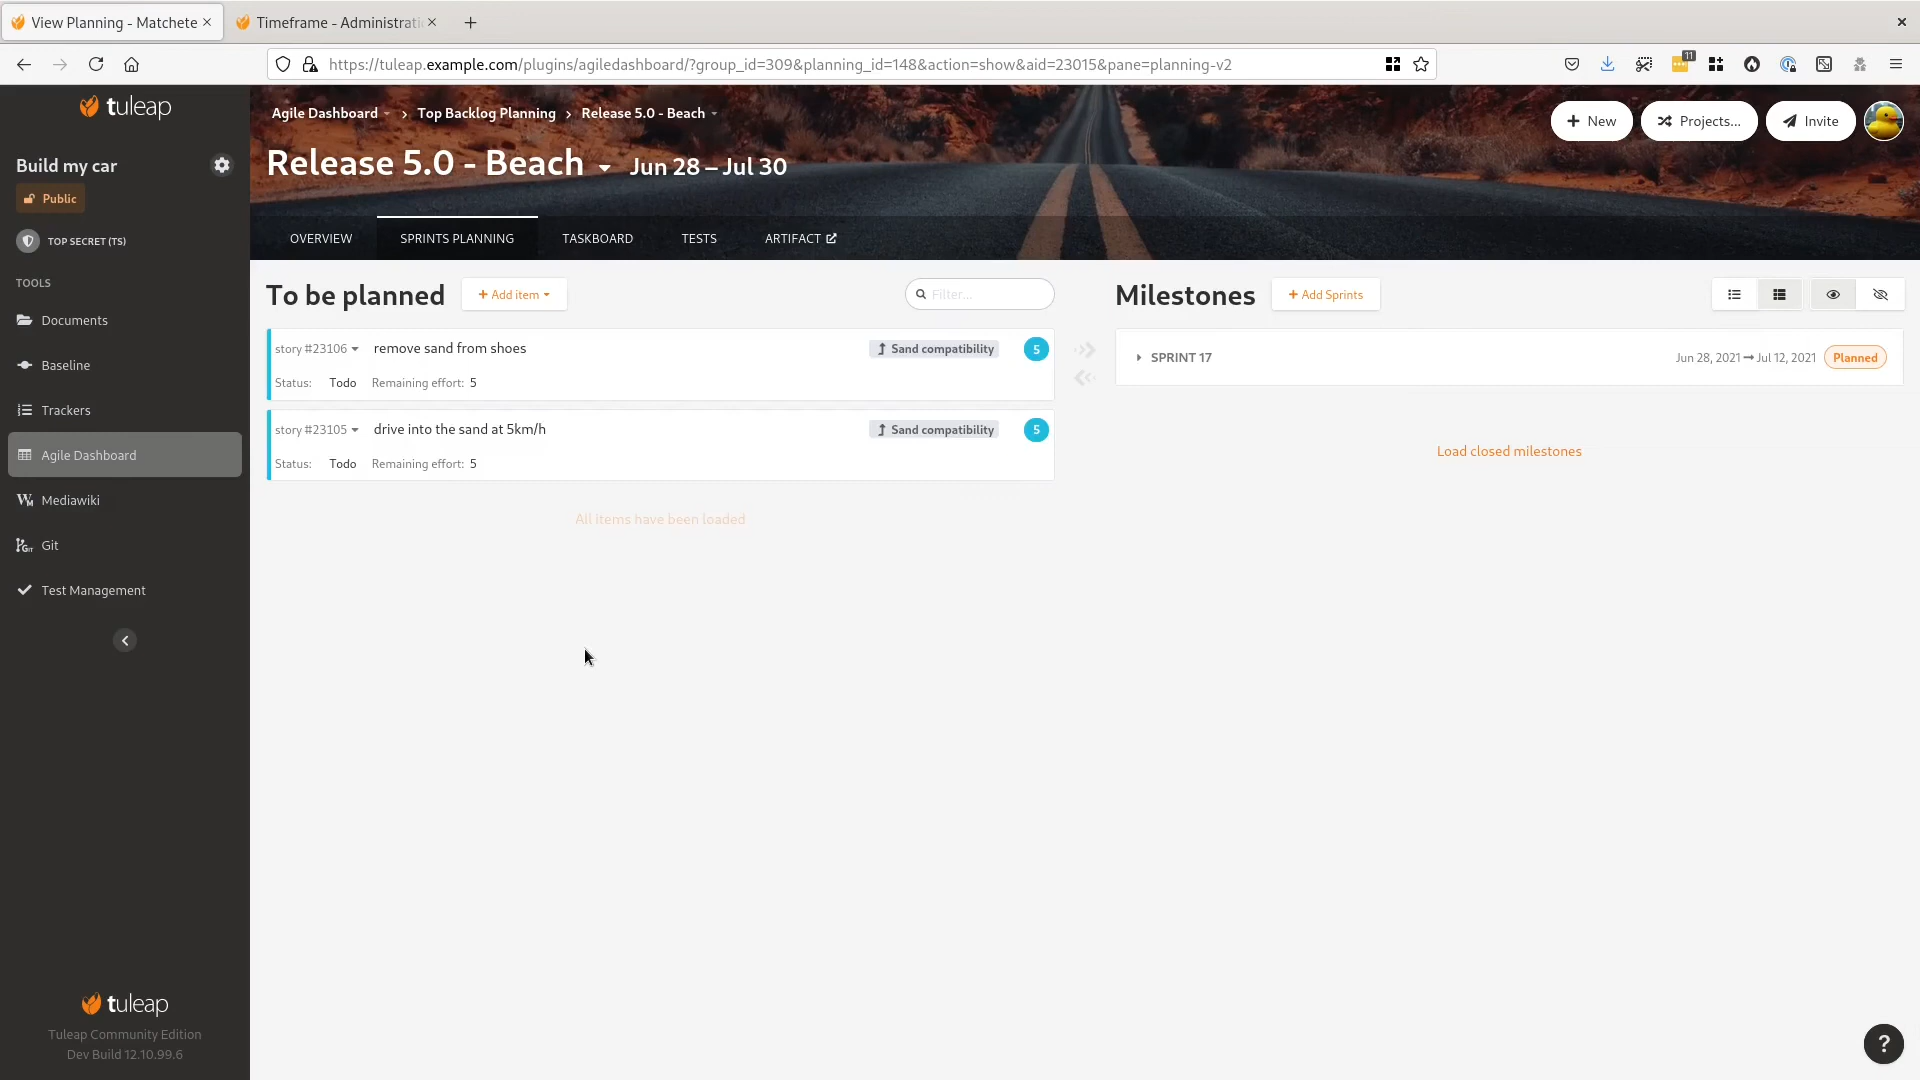 View Planning - Matchete
Timeframe - Administrati
https://tuleap.example.com/plugins/agiledashboard/?group_id=309&planning_id=148&action=show&aid=23015&pane=planning-v2
11
tuleap
Build my car
Public
TOP SECRET (TS)
TOOLS
Documents
Baseline
Trackers
Agile Dashboard
Mediawiki
Git
Test Management
tuleap
Tuleap Community Edition
Dev Build 12.10.99.6
Agile Dashboard > Top Backlog Planning > Release 5.0 - Beach
+ New
Projects...
Invite
Release 5.0 - Beach Jun 28 – Jul 30
OVERVIEW
SPRINTS PLANNING
TASKBOARD
TESTS
ARTIFACT
To be planned
+ Add item
Filter...
story #23106 remove sand from shoes Sand compatibility 5
Status: Todo Remaining effort: 5
story #23105 drive into the sand at 5km/h Sand compatibility 5
Status: Todo Remaining effort: 5
All items have been loaded
Milestones
+ Add Sprints
SPRINT 17 Jun 28, 2021 → Jul 12, 2021 Planned
Load closed milestones
?